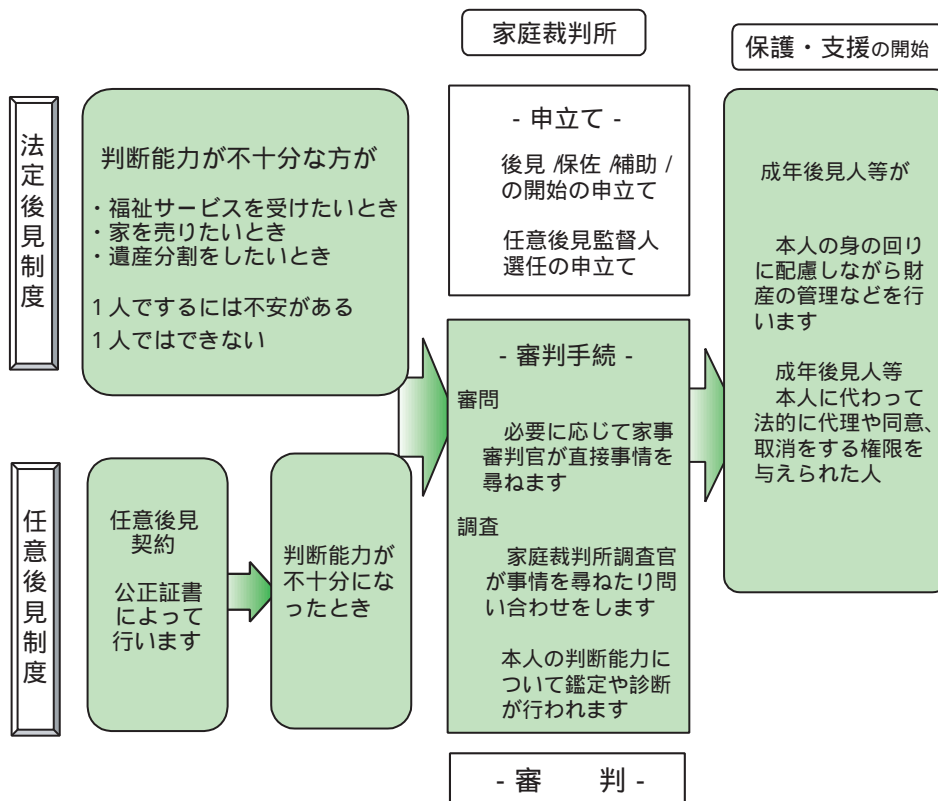 家庭裁判所
保護・支援の開始
法定後見制度
判断能力が不十分な方が
・福祉サービスを受けたいとき
・家を売りたいとき
・遺産分割をしたいとき
1人でするには不安がある
1人ではできない
- 申立て -
後見/保佐/補助/
の開始の申立て
任意後見監督人
選任の申立て
- 審判手続 -
審問
必要に応じて家事
審判官が直接事情を
尋ねます
調査
家庭裁判所調査官
が事情を尋ねたり問
い合わせをします
本人の判断能力に
ついて鑑定や診断
が行われます
- 審　　判 -
成年後見人等が
本人の身の回り
に配慮しながら財
産の管理などを行
います
成年後見人等
本人に代わって
法的に代理や同意、
取消をする権限を
与えられた人
任意後見制度
任意後見
契約
公正証書
によって
行います
判断能力が
不十分にな
ったとき